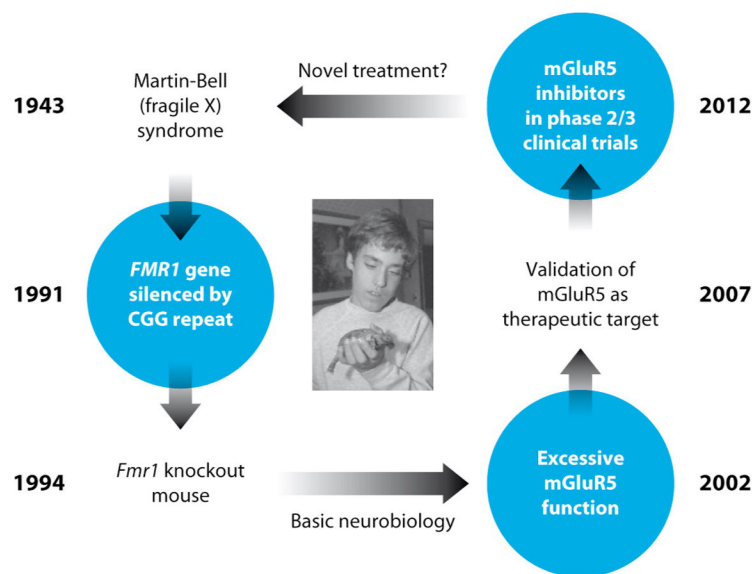 1943
Martin-Bell
(fragile X)
syndrome
Novel treatment?
mGluR5
inhibitors
in phase 2/3
clinical trials
2012
1991
FMR1 gene
silenced by
CGG repeat
Validation of
mGluR5 as
therapeutic target
2007
1994
Fmr1 knockout
mouse
Basic neurobiology
Excessive
mGluR5
function
2002